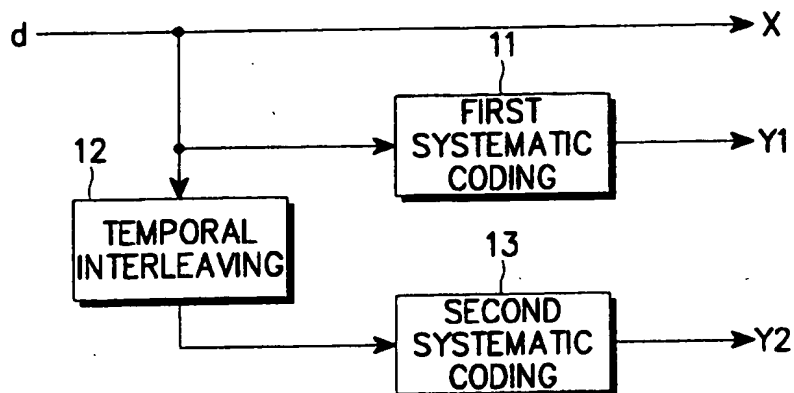 d
X
11
FIRST
SYSTEMATIC
CODING
Y1
12
TEMPORAL
INTERLEAVING
13
SECOND
SYSTEMATIC
CODING
Y2